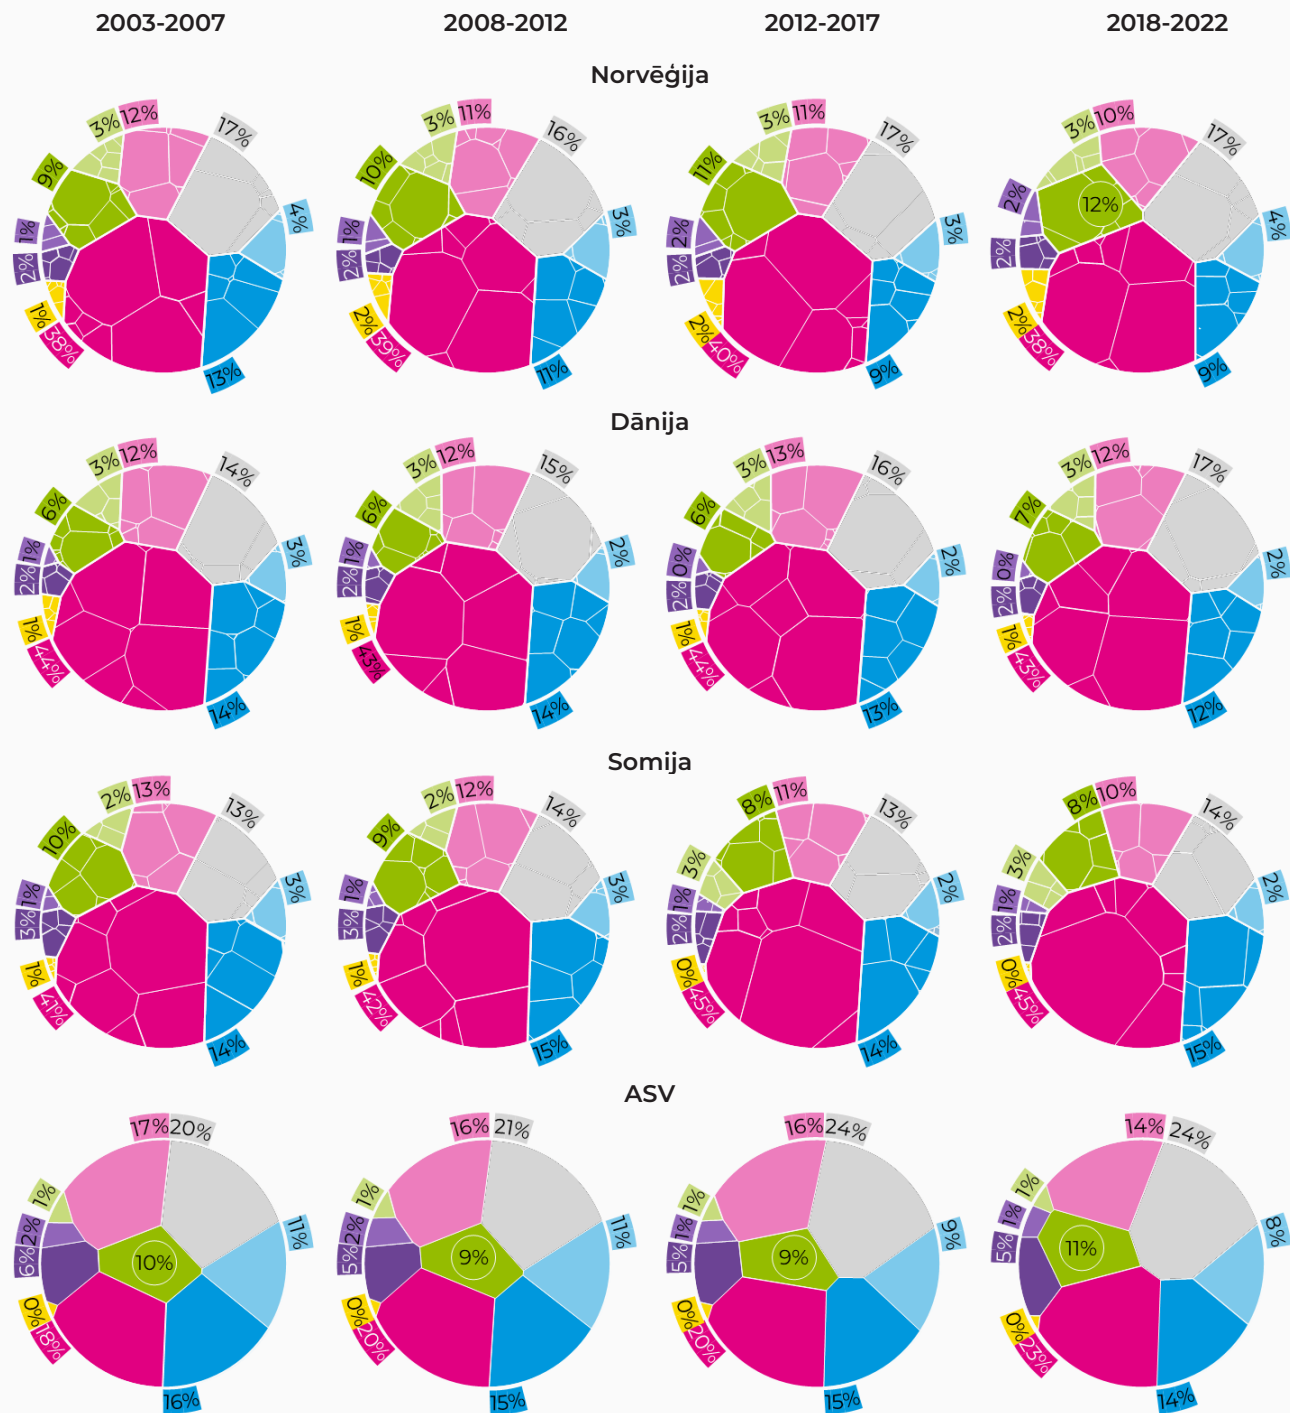 2003-2007 2008-2012 2012-2017 2018-2022
Norvēģija
3% 12% 17% 9% 4% 1% 2% 1% 38% 13%
3% 11% 16% 10% 3% 1% 2% 2% 39% 11%
3% 11% 17% 11% 3% 2% 2% 2% 40% 9%
3% 10% 17% 2% 12% 4% 2% 2% 38% 9%
Dānija
3% 12% 14% 6% 3% 1% 2% 1% 44% 14%
3% 12% 15% 6% 2% 1% 2% 1% 43% 14%
3% 13% 16% 6% 2% 0% 2% 1% 44% 13%
3% 12% 17% 7% 2% 0% 2% 1% 43% 12%
Somija
2% 13% 13% 10% 3% 1% 3% 1% 41% 14%
2% 12% 14% 9% 3% 1% 3% 1% 42% 15%
8% 11% 13% 3% 2% 1% 2% 0% 45% 14%
8% 10% 14% 3% 2% 1% 2% 0% 45% 15%
ASV
17% 20% 1% 2% 11% 6% 10% 0% 18% 16%
16% 21% 1% 2% 11% 5% 9% 0% 20% 15%
16% 24% 1% 1% 9% 5% 9% 0% 20% 15%
14% 24% 1% 1% 8% 5% 11% 0% 23% 14%